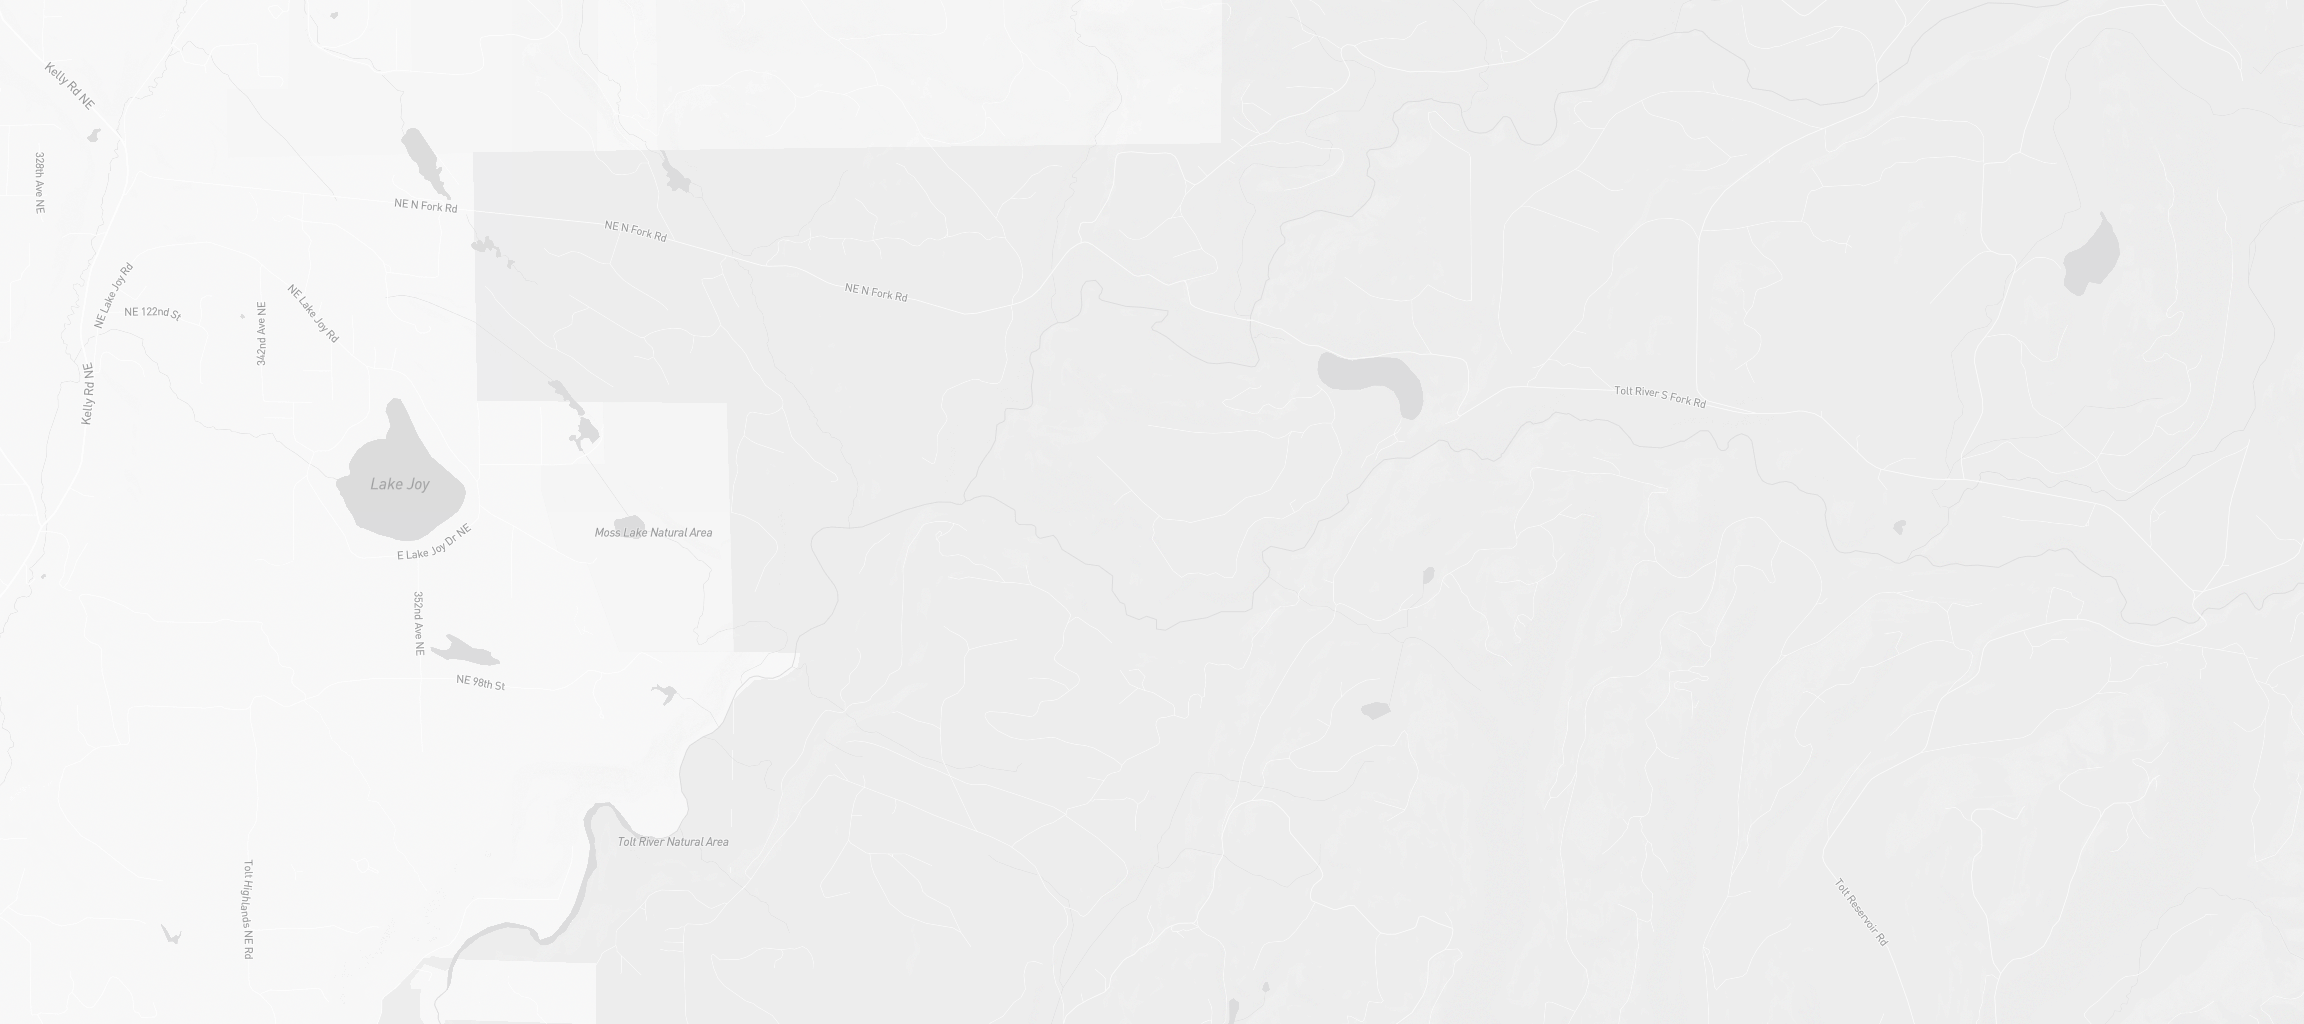 Kelly Rd NE
328th Ave NE
NE N Fork Rd
NE N Fork Rd
NE N Fork Rd
NE Lake Joy Rd
NE 122nd St
342nd Ave NE
NE Lake Joy Rd
Kelly Rd NE
Tolt River S Fork Rd
Lake Joy
Moss Lake Natural Area
E Lake Joy Dr NE
352nd Ave NE
NE 98th St
Tolt River Natural Area
Tolt Highlands NE Rd
Tolt Reservoir Rd